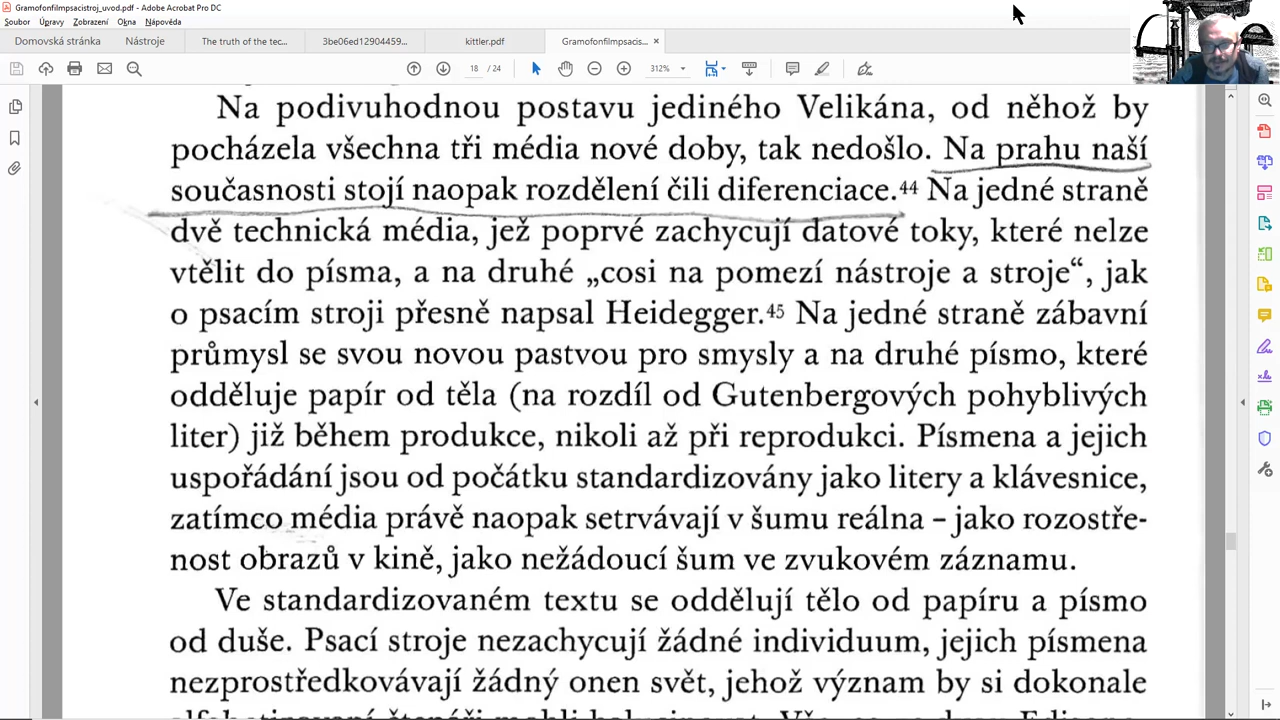 Gramofonfilmpsacistroj_uvod.pdf - Adobe Acrobat Pro DC
Soubor Úpravy Zobrazení Okna Nápověda
Domovská stránka Nástroje The truth of the tec... 3be06ed12904459... kittler.pdf Gramofonfilmpsacis... ×
18 / 24 312%
Na podivuhodnou postavu jediného Velikána, od něhož by
pocházela všechna tři média nové doby, tak nedošlo. Na prahu naší
současnosti stojí naopak rozdělení čili diferenciace.44 Na jedné straně
dvě technická média, jež poprvé zachycují datové toky, které nelze
vtělit do písma, a na druhé „cosi na pomezí nástroje a stroje“, jak
o psacím stroji přesně napsal Heidegger.45 Na jedné straně zábavní
průmysl se svou novou pastvou pro smysly a na druhé písmo, které
odděluje papír od těla (na rozdíl od Gutenbergových pohyblivých
liter) již během produkce, nikoli až při reprodukci. Písmena a jejich
uspořádání jsou od počátku standardizovány jako litery a klávesnice,
zatímco média právě naopak setrvávají v šumu reálna – jako rozostře-
nost obrazů v kině, jako nežádoucí šum ve zvukovém záznamu.
Ve standardizovaném textu se oddělují tělo od papíru a písmo
od duše. Psací stroje nezachycují žádné individuum, jejich písmena
nezprostředkovávají žádný onen svět, jehož význam by si dokonale